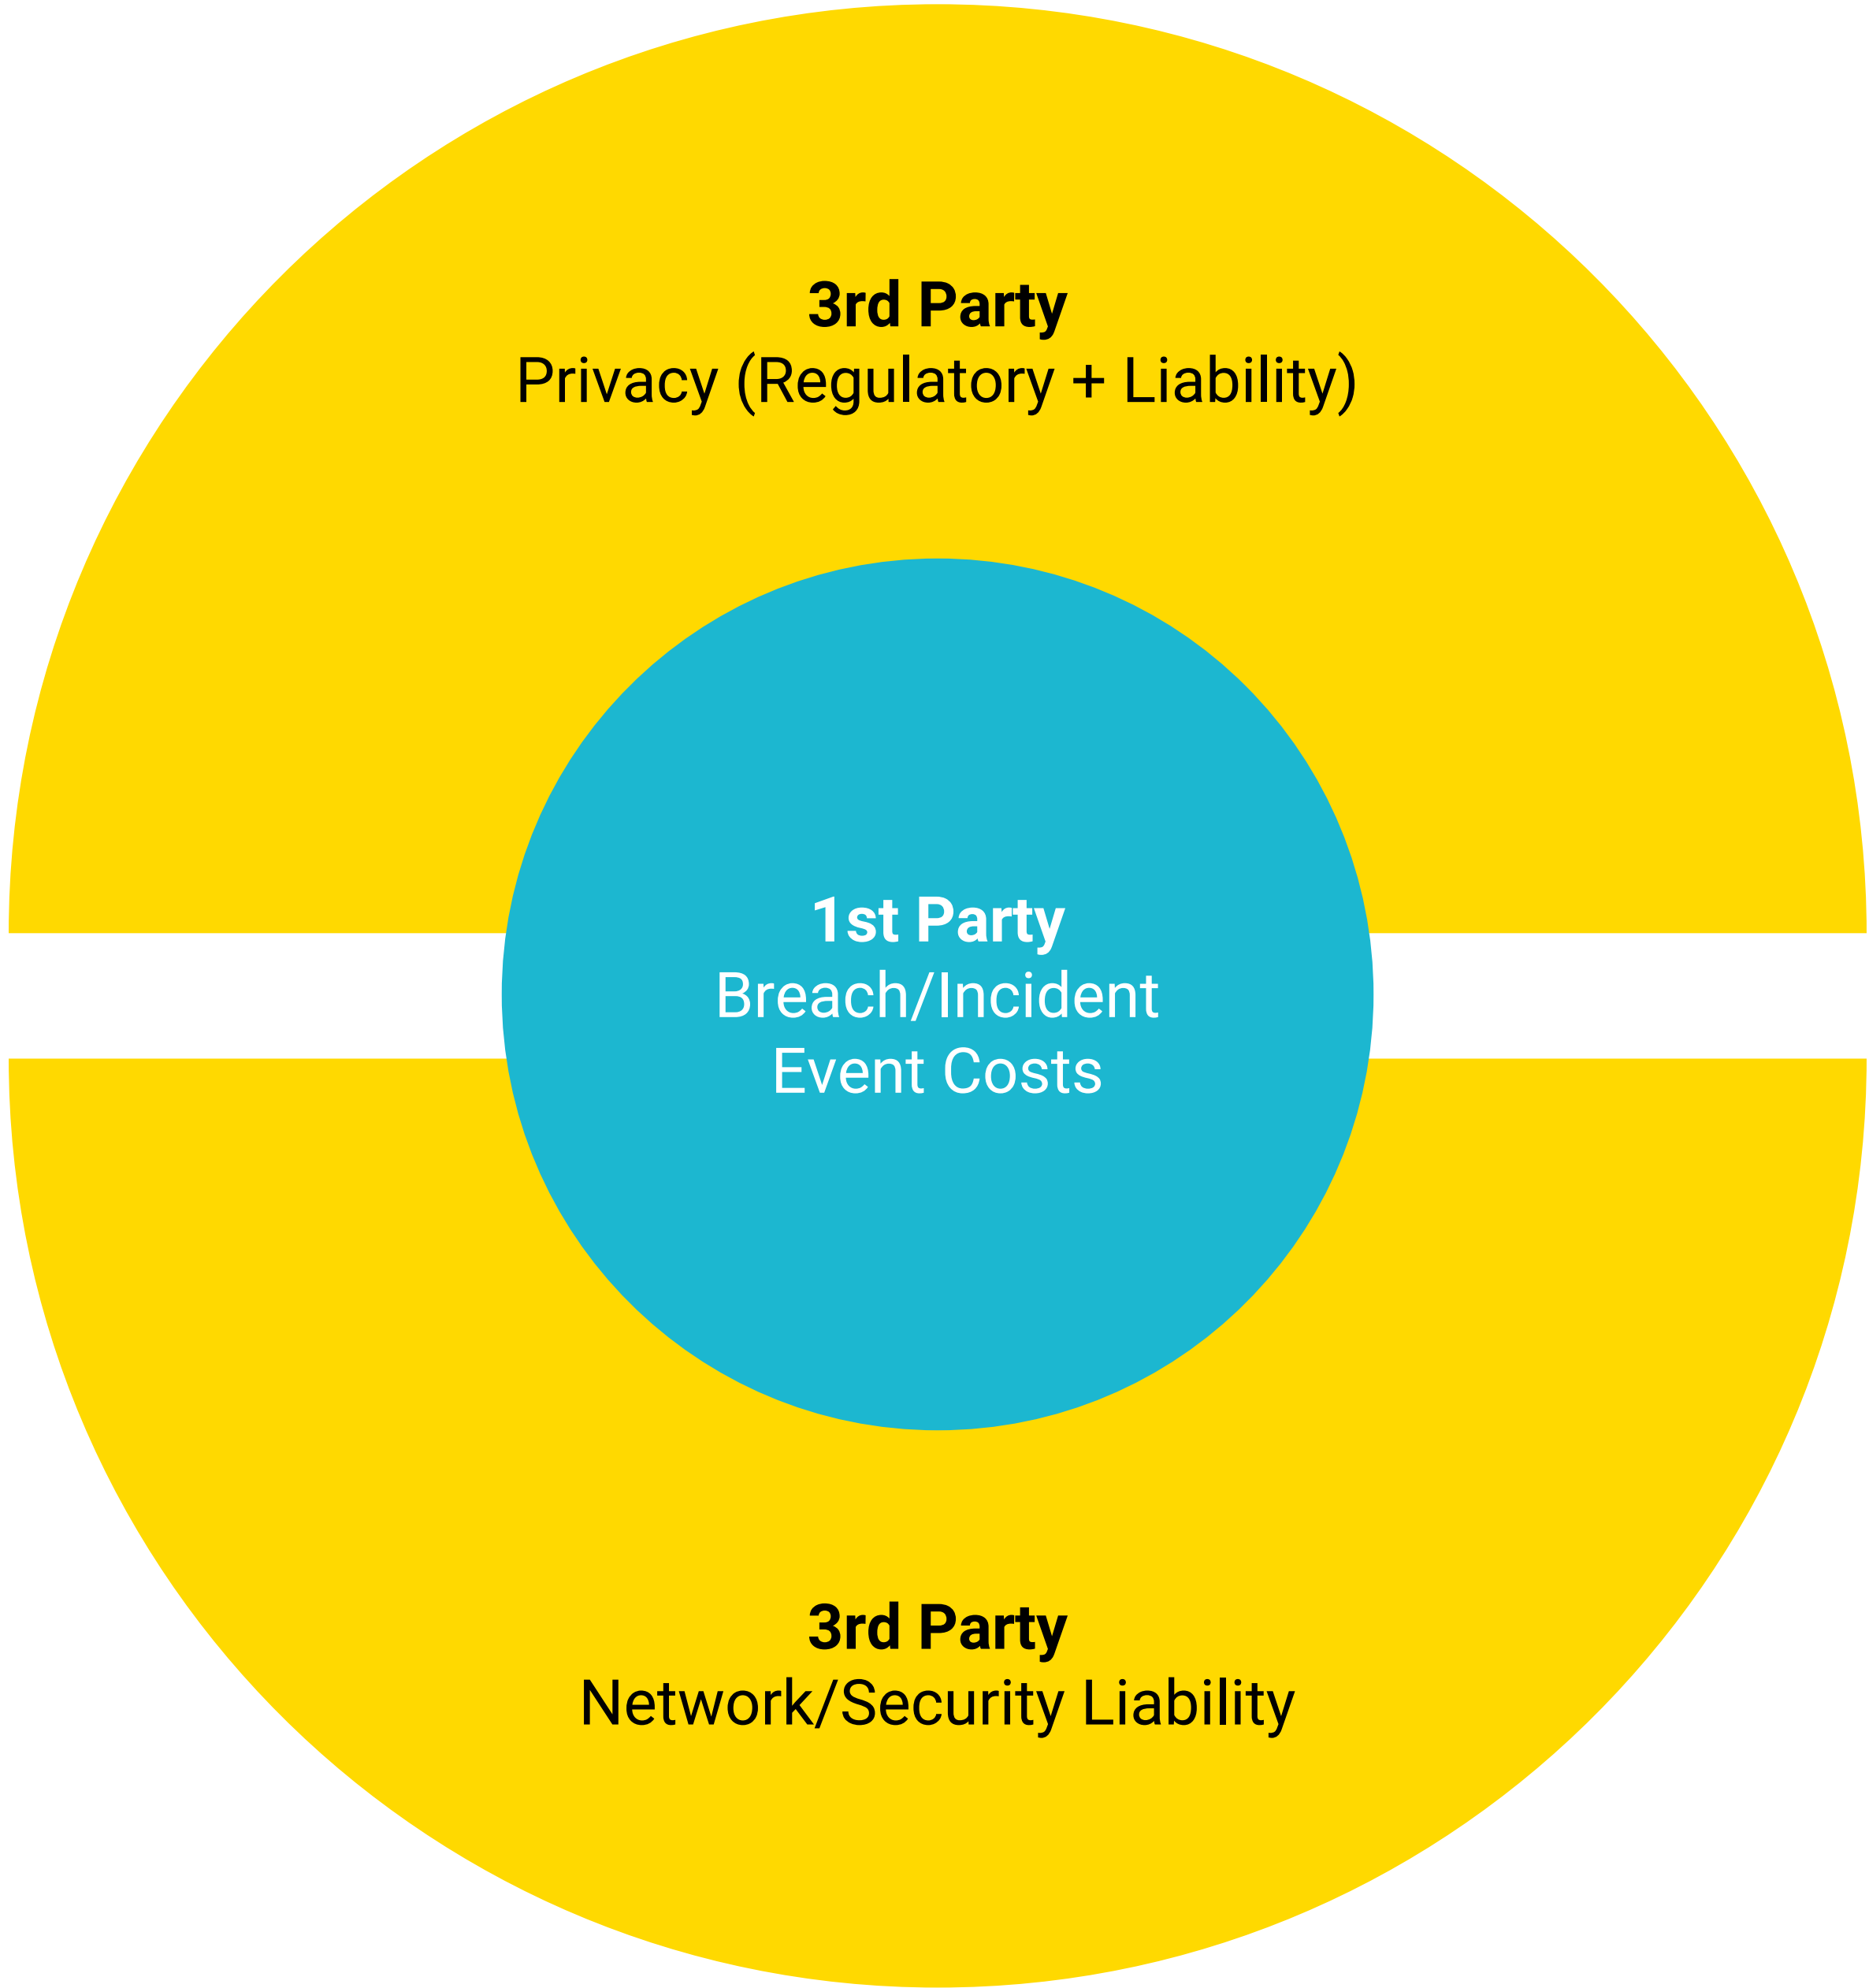 3rd Party
Privacy (Regulatory + Liability)
1st Party
Breach/Incident
Event Costs
3rd Party
Network/Security Liability